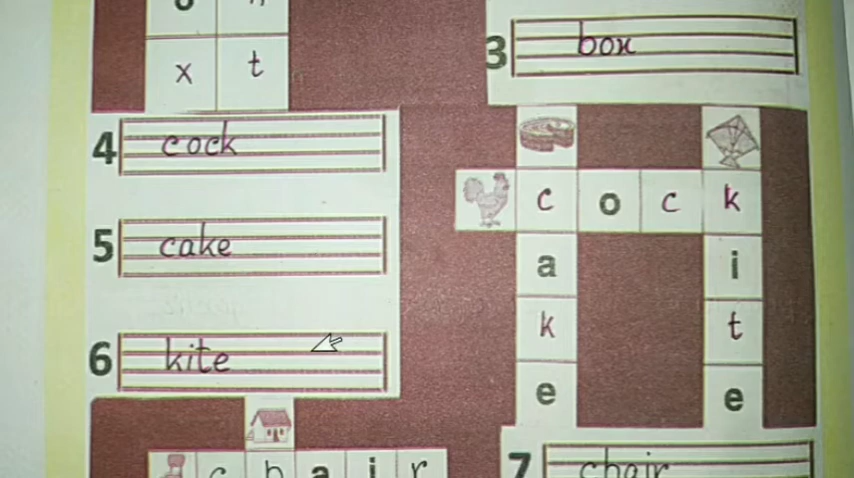 x t
3 box
4 cock
5 cake
6 kite
c o c k
a i
k t
e e
7 chair
c h a i r